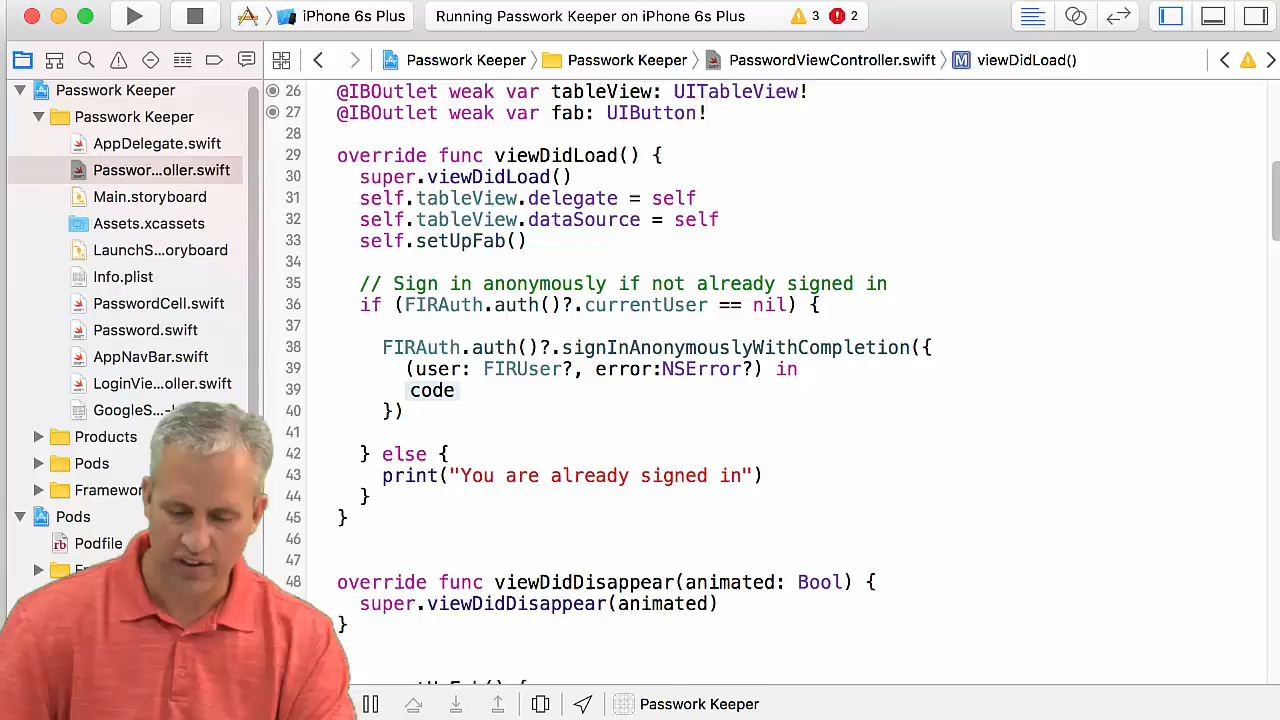 iPhone 6s Plus
Running Passwork Keeper on iPhone 6s Plus
3
2
Passwork Keeper
Passwork Keeper
PasswordViewController.swift
M
viewDidLoad()
Passwork Keeper
Passwork Keeper
AppDelegate.swift
Passwor...oller.swift
Main.storyboard
Assets.xcassets
LaunchS...oryboard
Info.plist
PasswordCell.swift
Password.swift
AppNavBar.swift
LoginVie...oller.swift
GoogleS...
Products
Pods
Framewor
Pods
rb Podfile
26 @IBOutlet weak var tableView: UITableView!
27 @IBOutlet weak var fab: UIButton!
28
29 override func viewDidLoad() {
30 super.viewDidLoad()
31 self.tableView.delegate = self
32 self.tableView.dataSource = self
33 self.setUpFab()
34
35 // Sign in anonymously if not already signed in
36 if (FIRAuth.auth()?.currentUser == nil) {
37
38 FIRAuth.auth()?.signInAnonymouslyWithCompletion({
39 (user: FIRUser?, error:NSError?) in
39 code
40 })
41
42 } else {
43 print("You are already signed in")
44 }
45 }
46
47
48 override func viewDidDisappear(animated: Bool) {
super.viewDidDisappear(animated)
}
Passwork Keeper